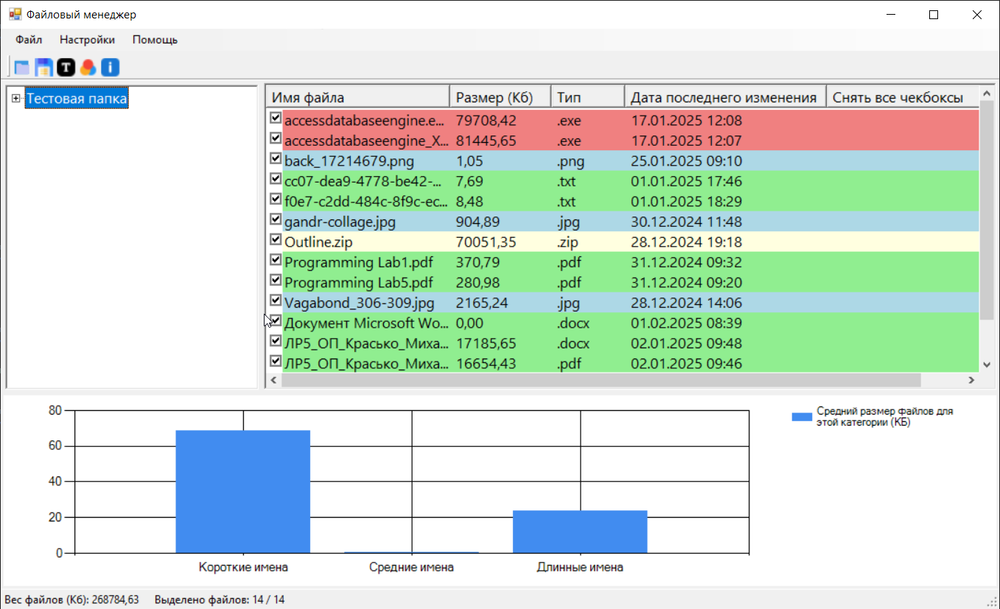 Файловый менеджер
Файл Настройки Помощь
T i
Тестовая папка
Имя файла Размер (Кб) Тип Дата последнего изменения Снять все чекбоксы
accessdatabaseengine.e... 79708,42 .exe 17.01.2025 12:08
accessdatabaseengine_X... 81445,65 .exe 17.01.2025 12:07
back_17214679.png 1,05 .png 25.01.2025 09:10
cc07-dea9-4778-be42-... 7,69 .txt 01.01.2025 17:46
f0e7-c2dd-484c-8f9c-ec... 8,48 .txt 01.01.2025 18:29
gandr-collage.jpg 904,89 .jpg 30.12.2024 11:48
Outline.zip 70051,35 .zip 28.12.2024 19:18
Programming Lab1.pdf 370,79 .pdf 31.12.2024 09:32
Programming Lab5.pdf 280,98 .pdf 31.12.2024 09:20
Vagabond_306-309.jpg 2165,24 .jpg 28.12.2024 14:06
Документ Microsoft Wo... 0,00 .docx 01.02.2025 08:39
ЛР5_ОП_Красько_Миха... 17185,65 .docx 02.01.2025 09:48
ЛР5_ОП_Красько_Миха... 16654,43 .pdf 02.01.2025 09:46
80
60
40
20
0
Короткие имена Средние имена Длинные имена
Средний размер файлов для
этой категории (КБ)
Вес файлов (Кб): 268784,63 Выделено файлов: 14 / 14